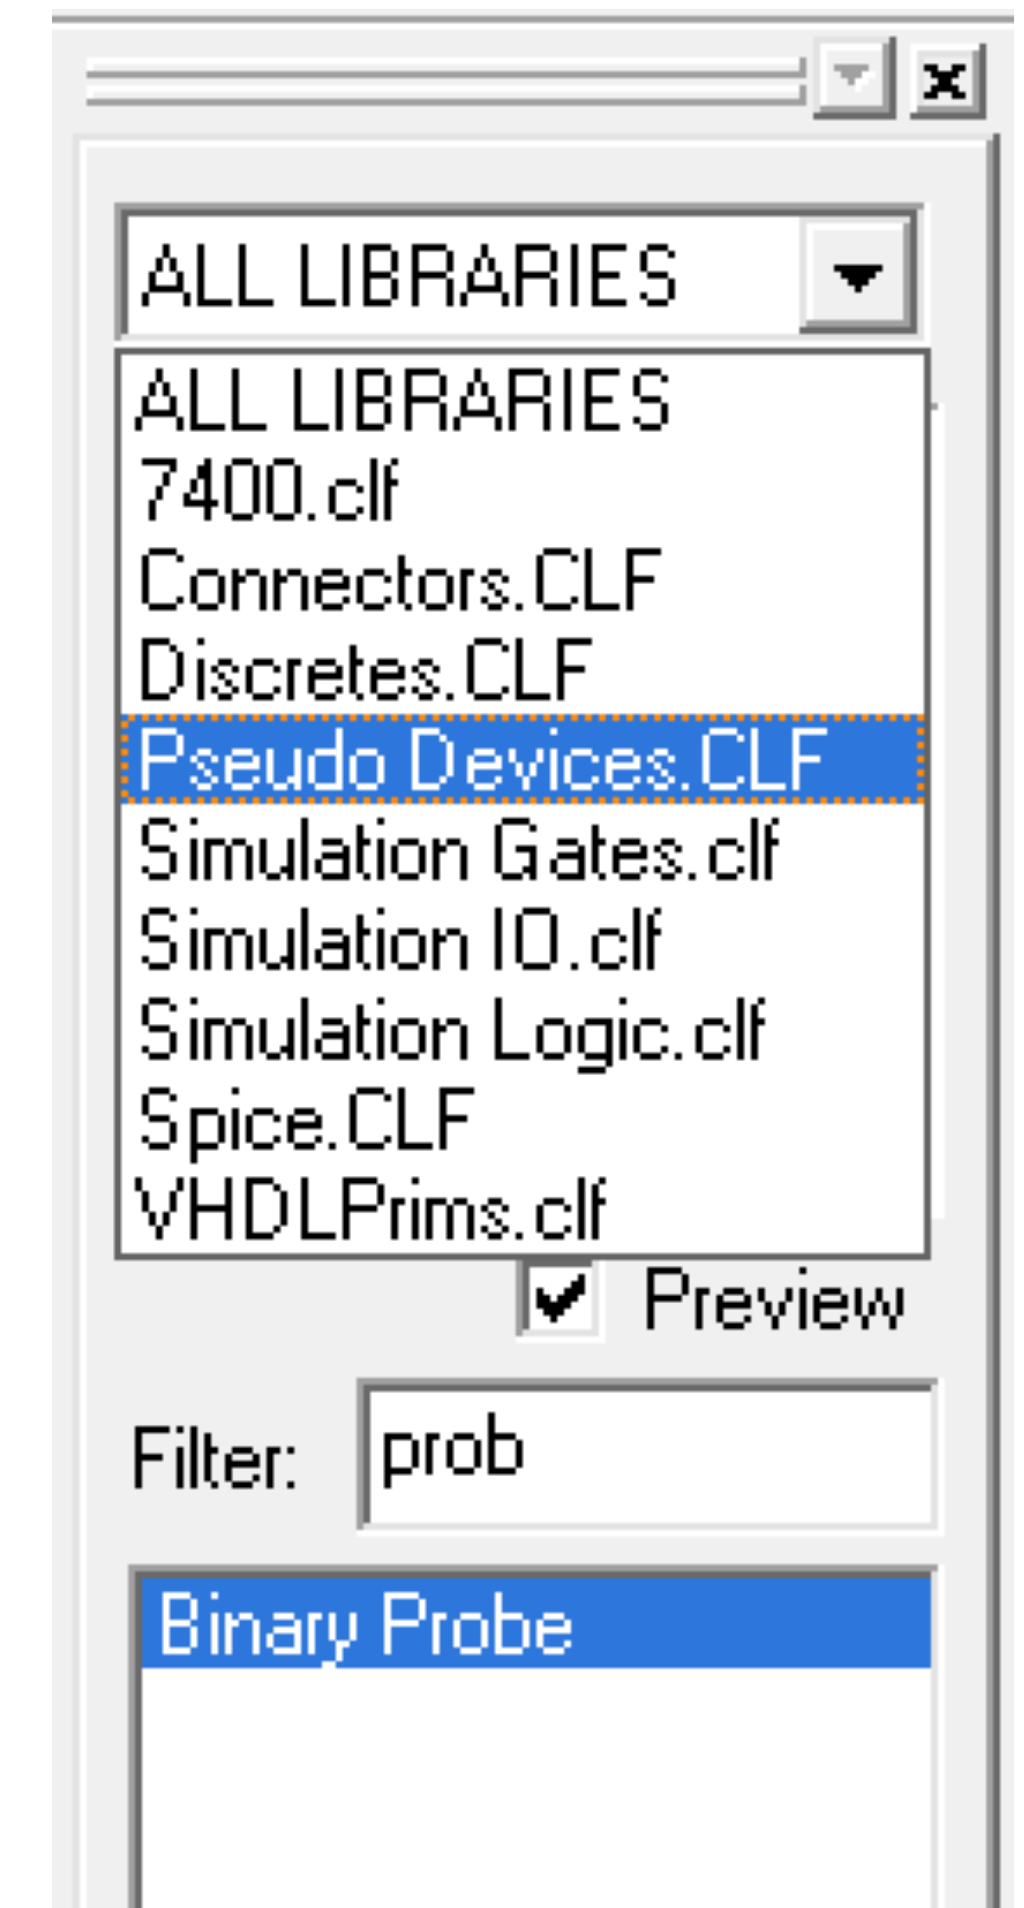 ALL LIBRARIES
ALL LIBRARIES
7400.clf
Connectors.CLF
Discretes.CLF
Pseudo Devices.CLF
Simulation Gates.clf
Simulation IO.clf
Simulation Logic.clf
Spice.CLF
VHDLPrims.clf
Preview
Filter: prob
Binary Probe